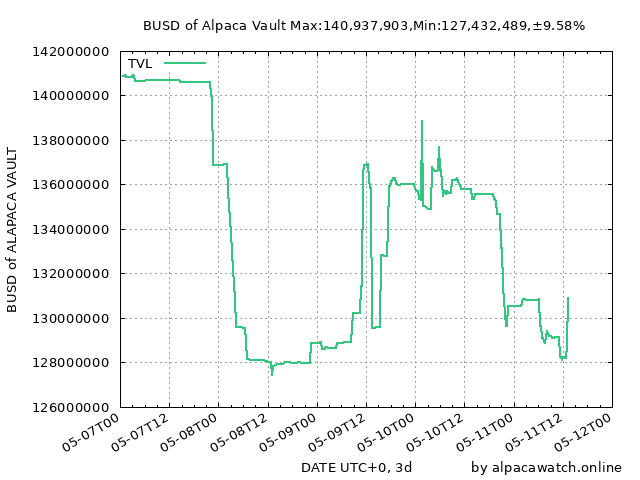 BUSD of Alpaca Vault Max:140,937,903,Min:127,432,489,±9.58%
TVL
BUSD of ALAPACA VAULT
142000000
140000000
138000000
136000000
134000000
132000000
130000000
128000000
126000000
05-07T00
05-07T12
05-08T00
05-08T12
05-09T00
05-09T12
05-10T00
05-10T12
05-11T00
05-11T12
05-12T00
DATE UTC+0, 3d
by alpacawatch.online